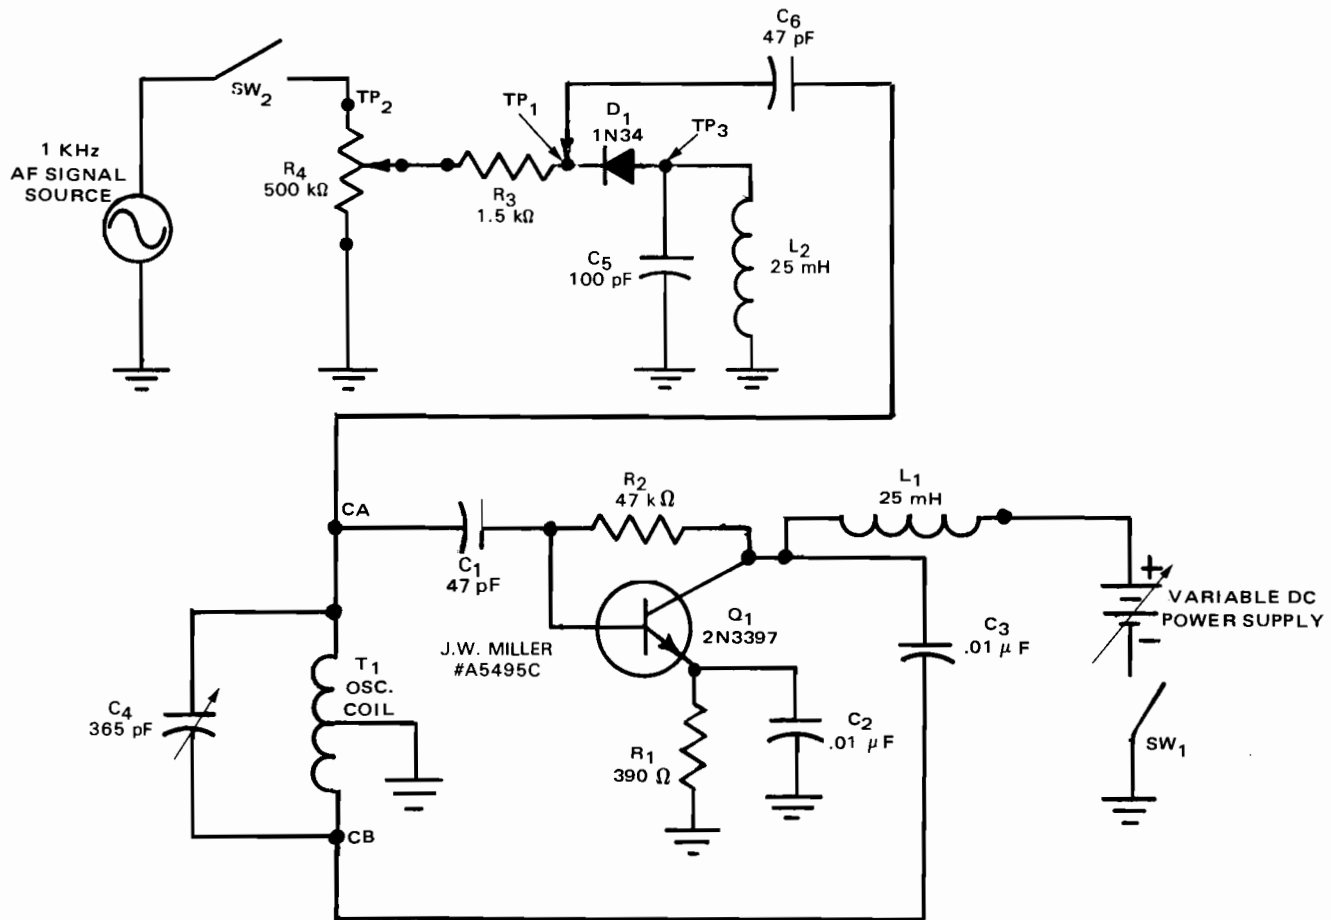 C6
47 pF
SW2
TP2
TP1
D1
1N34
TP3
1 KHz
AF SIGNAL
SOURCE
R4
500 kΩ
R3
1.5 kΩ
C5
100 pF
L2
25 mH
CA
C1
47 pF
R2
47 kΩ
L1
25 mH
J.W. MILLER
#A5495C
Q1
2N3397
+
VARIABLE DC
POWER SUPPLY
−
C3
.01 μF
T1
OSC.
COIL
C4
365 pF
R1
390 Ω
C2
.01 μF
SW1
CB